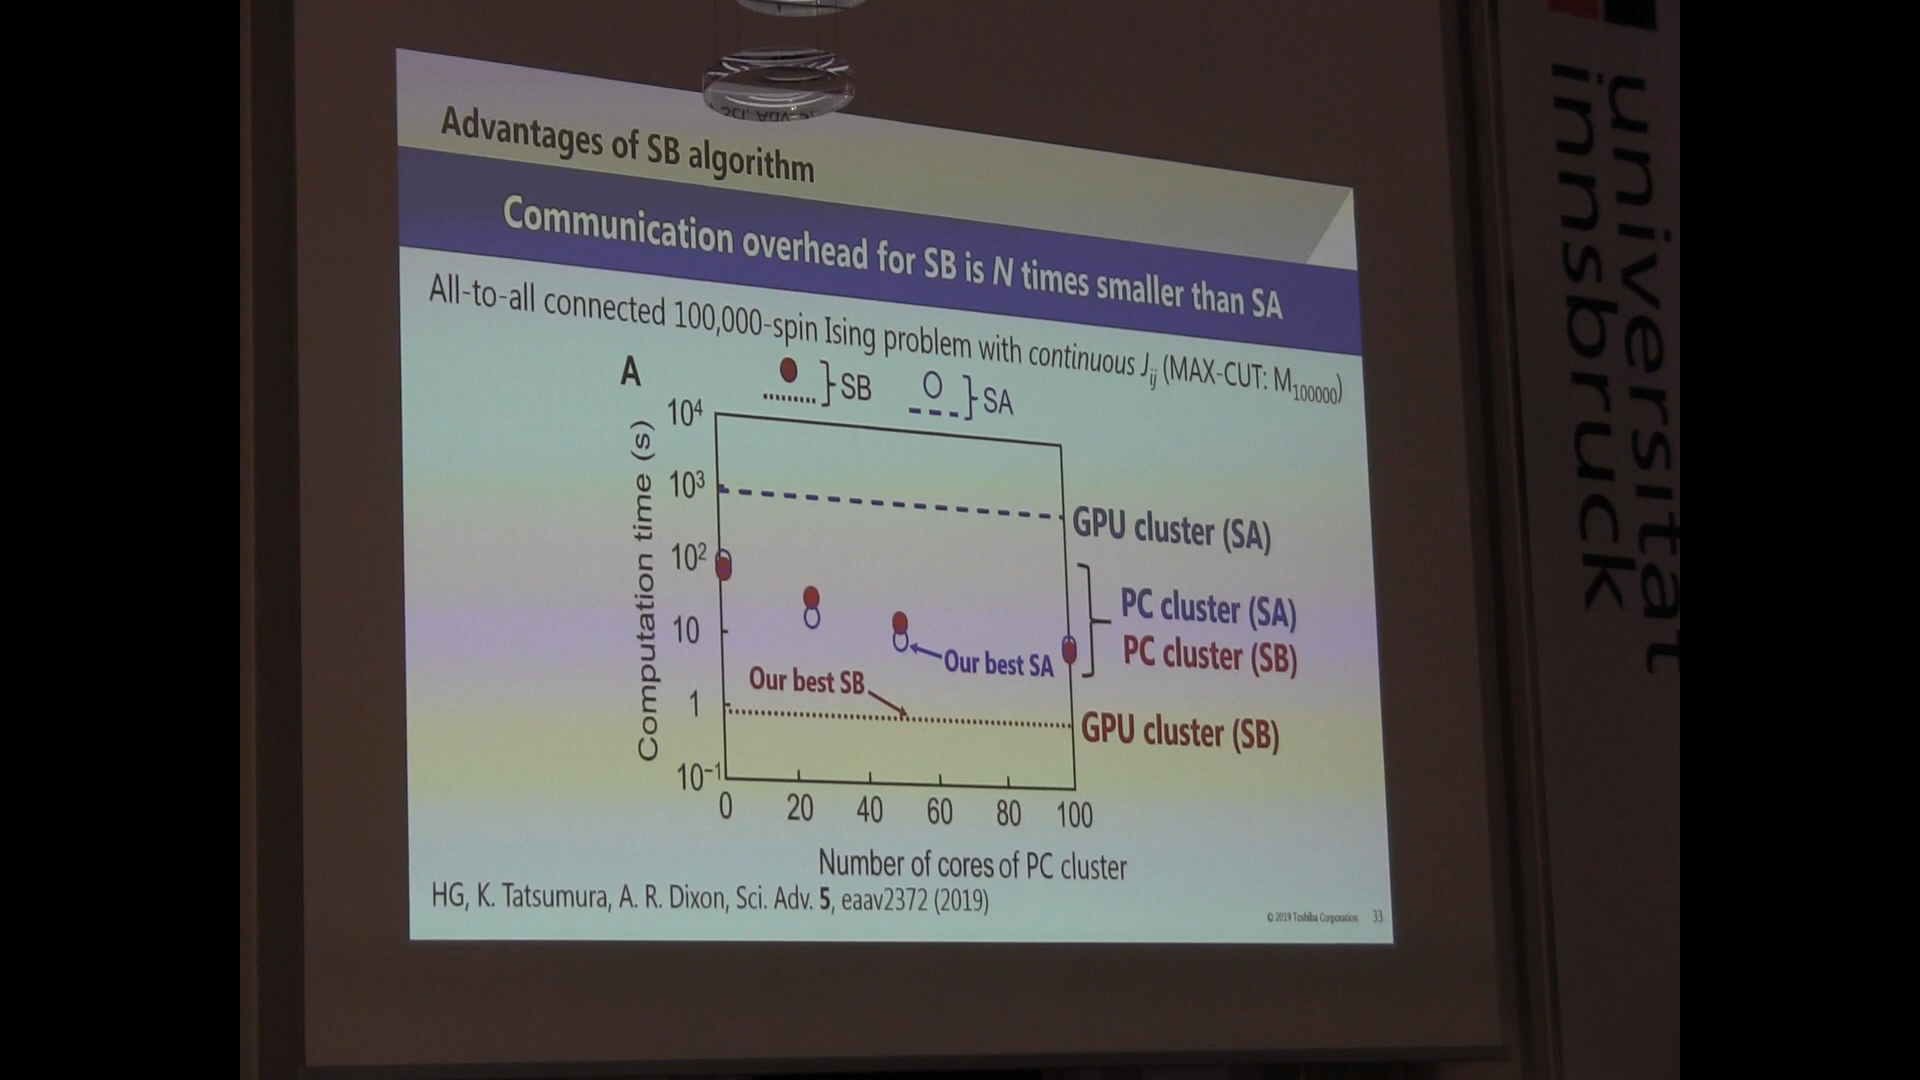 Advantages of SB algorithm
Communication overhead for SB is N times smaller than SA
All-to-all connected 100,000-spin Ising problem with continuous Jij (MAX-CUT: M100000)
A
SB
SA
10⁴
10³
10²
10
1
10⁻¹
Computation time (s)
GPU cluster (SA)
PC cluster (SA)
PC cluster (SB)
Our best SA
Our best SB
GPU cluster (SB)
0 20 40 60 80 100
Number of cores of PC cluster
HG, K. Tatsumura, A. R. Dixon, Sci. Adv. 5, eaav2372 (2019)
© 2019 Toshiba Corporation 33
universität
innsbruck